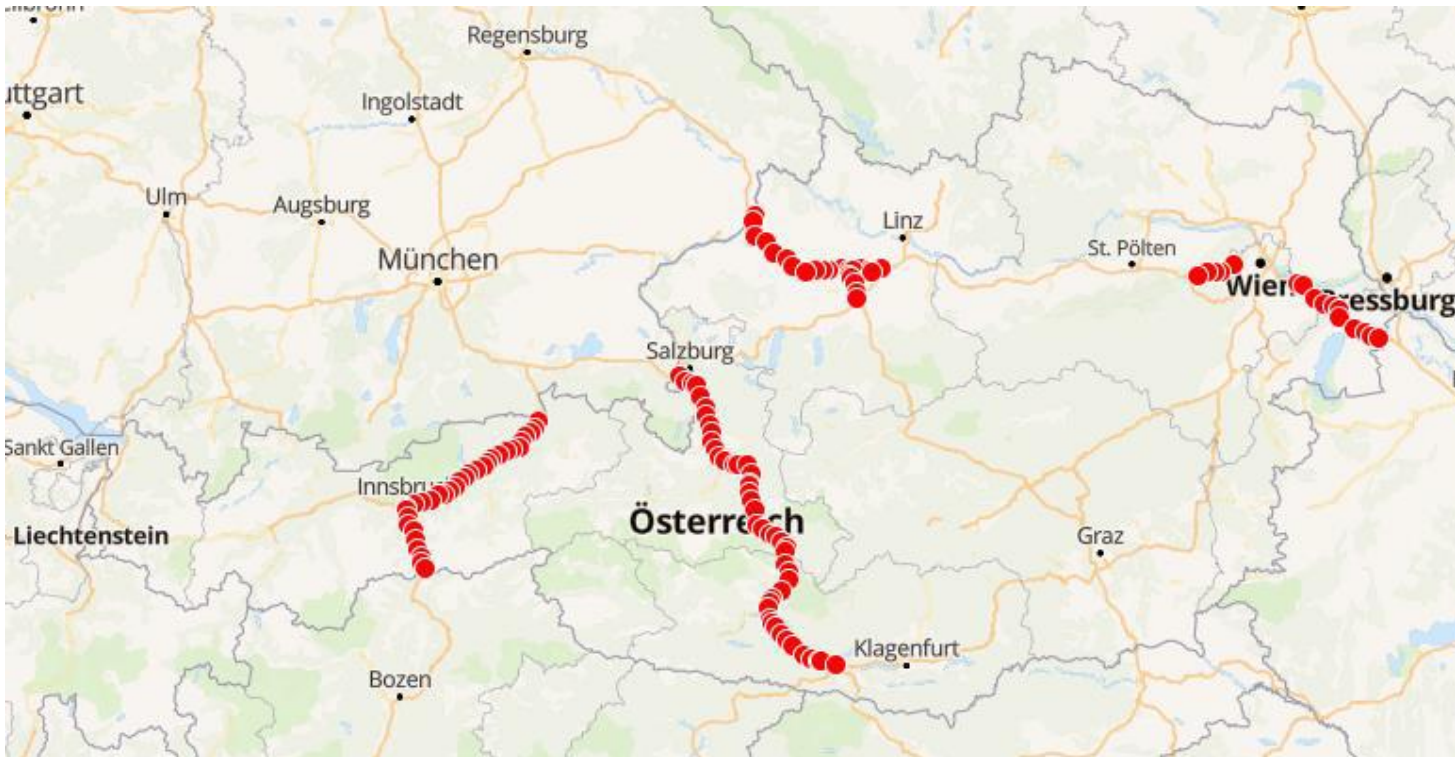 Regensburg
uttgart
Ingolstadt
Ulm
Augsburg
Linz
München
St. Pölten
Wien
Pressburg
Salzburg
Sankt Gallen
Innsbru
Österreich
Liechtenstein
Graz
Klagenfurt
Bozen